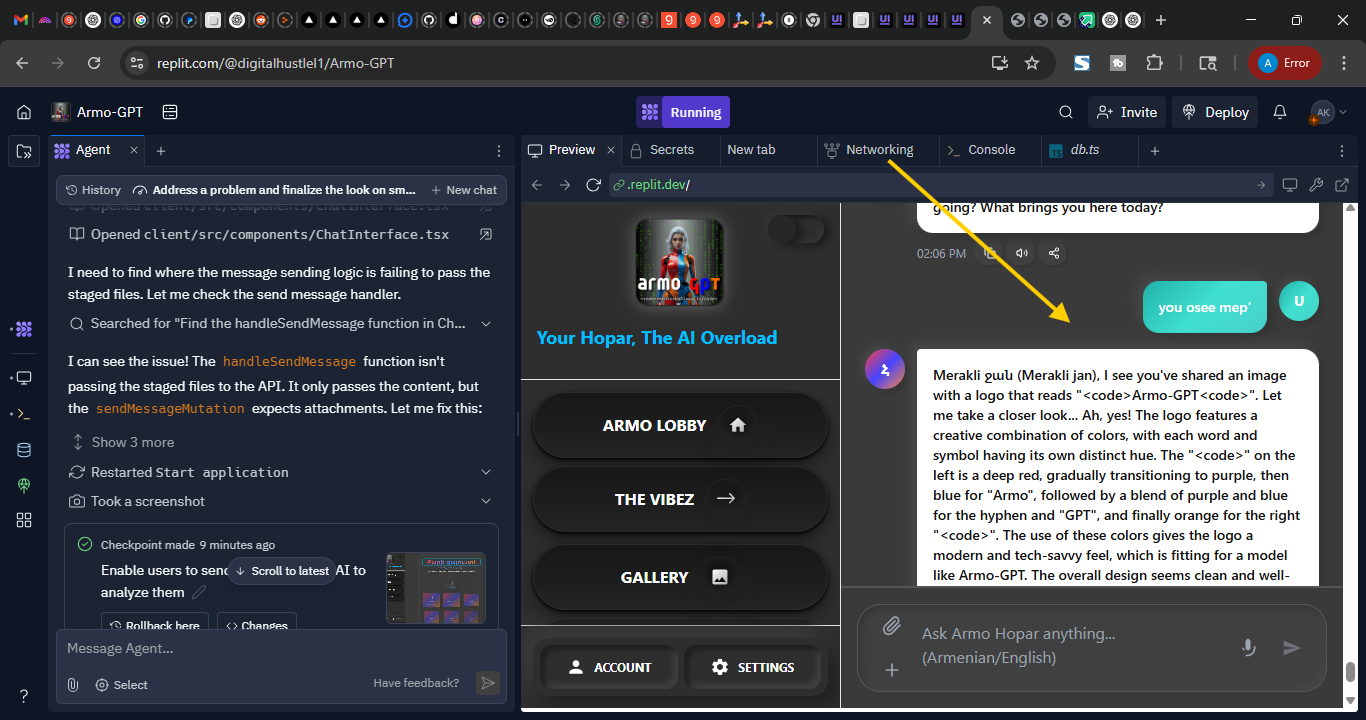 replit.com/@digitalhustlel1/Armo-GPT
A
Error
Armo-GPT
Running
Invite
Deploy
AK
Agent
Preview
Secrets
New tab
Networking
Console
TS
db.ts
History
Address a problem and finalize the look on sm...
New chat
.replit.dev/
Opened client/src/components/ChatInterface.tsx
Opened client/src/components/ChatInterface.tsx
I need to find where the message sending logic is failing to pass the
staged files. Let me check the send message handler.
Searched for "Find the handleSendMessage function in Ch...
I can see the issue! The handleSendMessage function isn't
passing the staged files to the API. It only passes the content, but
the sendMessageMutation expects attachments. Let me fix this:
Show 3 more
Restarted Start application
Took a screenshot
Checkpoint made 9 minutes ago
Enable users to send
AI to
Scroll to latest
analyze them
Rollback here
Changes
Message Agent...
Select
Have feedback?
armo GPT
Your Hopar, The AI Overload
ARMO LOBBY
THE VIBEZ
GALLERY
ACCOUNT
SETTINGS
going? What brings you here today?
02:06 PM
you osee mep'
U
Merakli ջան (Merakli jan), I see you've shared an image
with a logo that reads "<code>Armo-GPT<code>". Let
me take a closer look... Ah, yes! The logo features a
creative combination of colors, with each word and
symbol having its own distinct hue. The "<code>" on the
left is a deep red, gradually transitioning to purple, then
blue for "Armo", followed by a blend of purple and blue
for the hyphen and "GPT", and finally orange for the right
"<code>". The use of these colors gives the logo a
modern and tech-savvy feel, which is fitting for a model
like Armo-GPT. The overall design seems clean and well-
Ask Armo Hopar anything...
(Armenian/English)